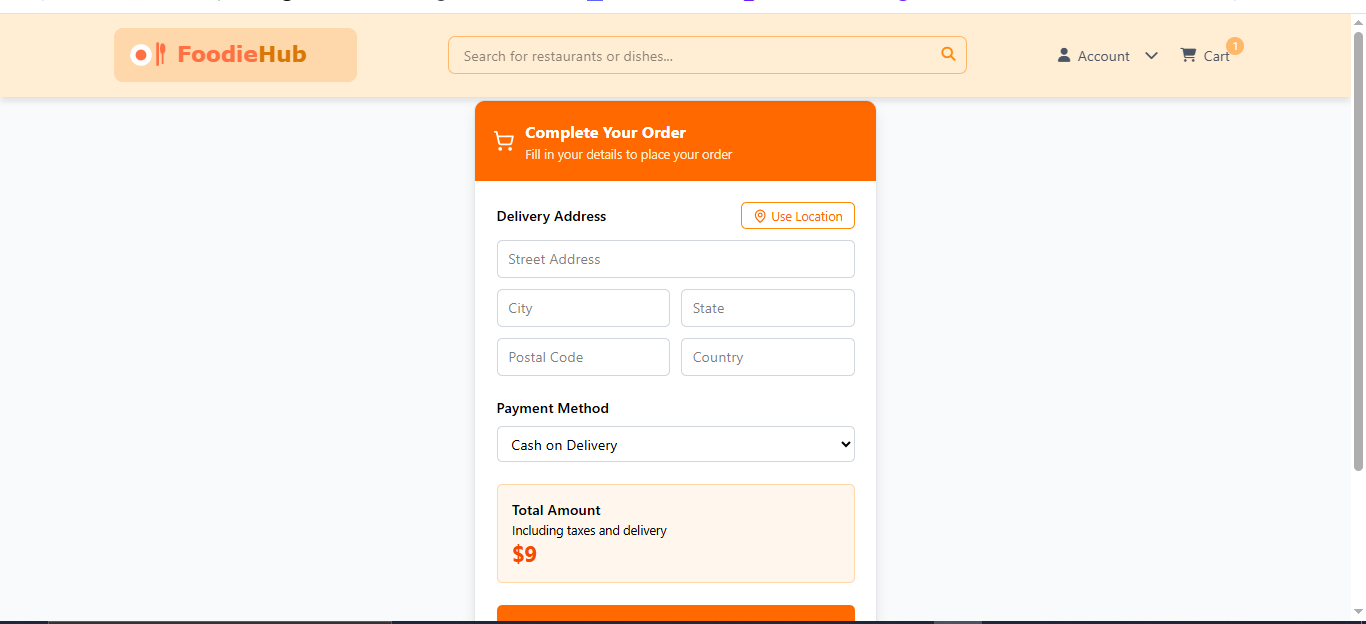 FoodieHub
Search for restaurants or dishes...
Account
Cart
1
Complete Your Order
Fill in your details to place your order
Delivery Address
Use Location
Street Address
City
State
Postal Code
Country
Payment Method
Cash on Delivery
Total Amount
Including taxes and delivery
$9